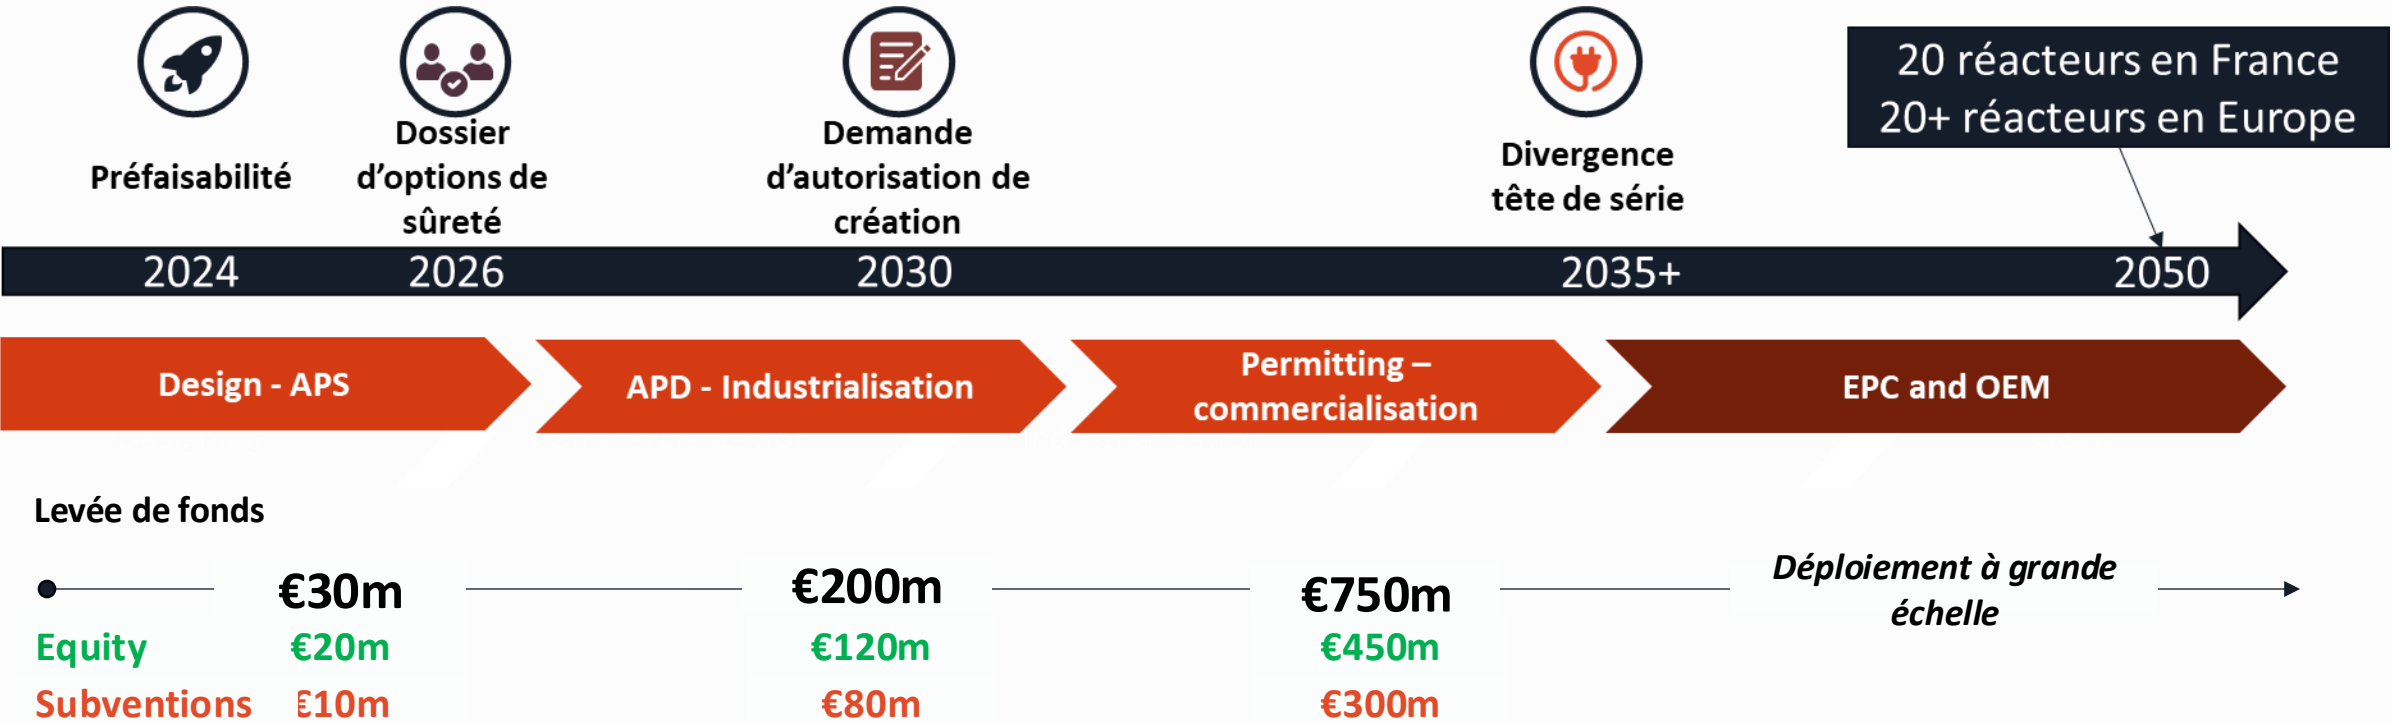 20 réacteurs en France
20+ réacteurs en Europe
Préfaisabilité
Dossier
d’options de
sûreté
Demande
d’autorisation de
création
Divergence
tête de série
2024
2026
2030
2035+
2050
Design - APS
APD - Industrialisation
Permitting –
commercialisation
EPC and OEM
Levée de fonds
€30m
€200m
€750m
Déploiement à grande
échelle
Equity
€20m
€120m
€450m
Subventions
€10m
€80m
€300m